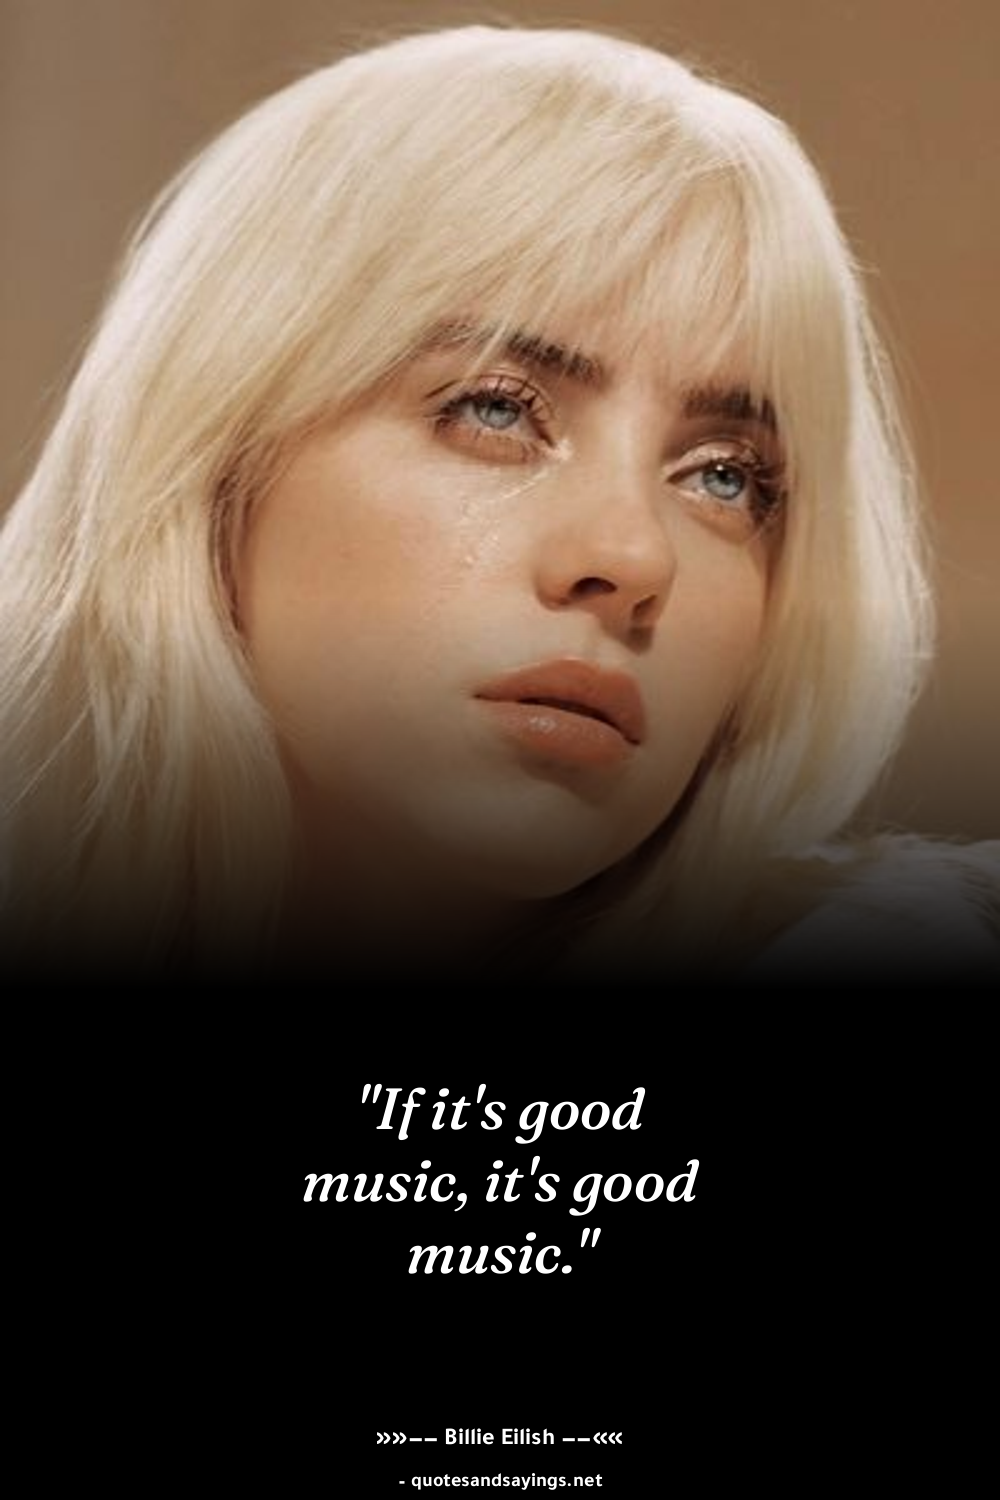 "If it's good
music, it's good
music."
»»–– Billie Eilish ––««
- quotesandsayings.net